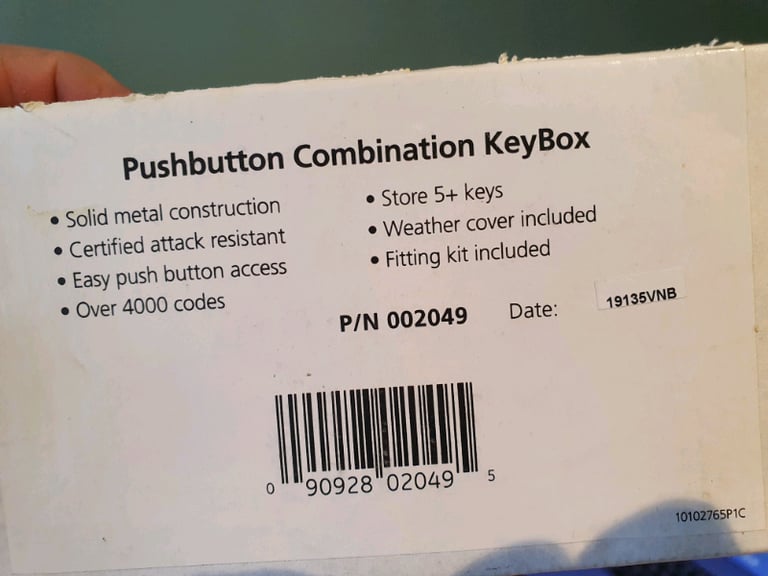 Pushbutton Combination KeyBox
• Solid metal construction
• Certified attack resistant
• Easy push button access
• Over 4000 codes
• Store 5+ keys
• Weather cover included
• Fitting kit included
P/N 002049 Date: 19135VNB
0 90928 02049 5
10102765P1C